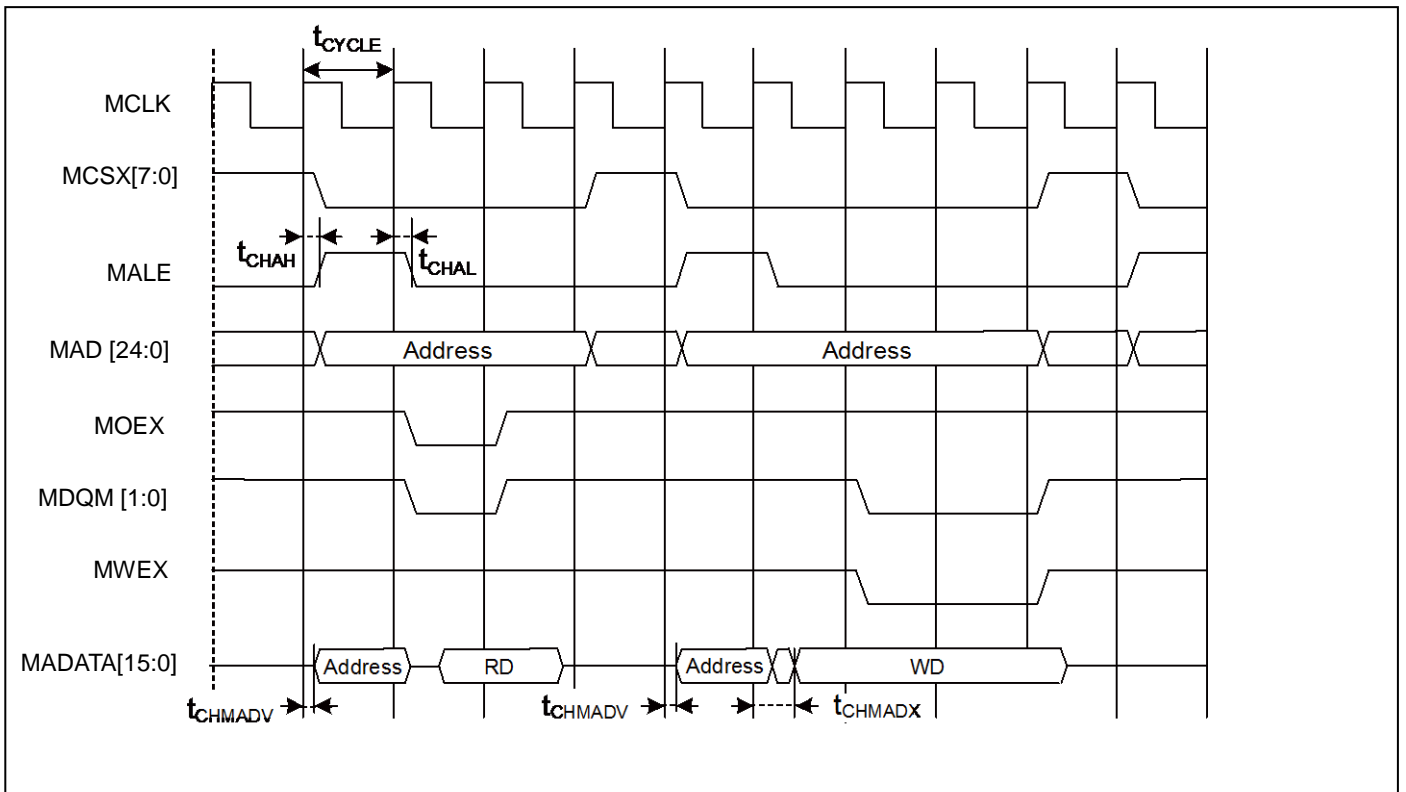 tCYCLE
MCLK
MCSX[7:0]
tCHAH
tCHAL
MALE
MAD [24:0]
Address
Address
MOEX
MDQM [1:0]
MWEX
MADATA[15:0]
Address
RD
Address
WD
tCHMADV
tCHMADV
tCHMADX